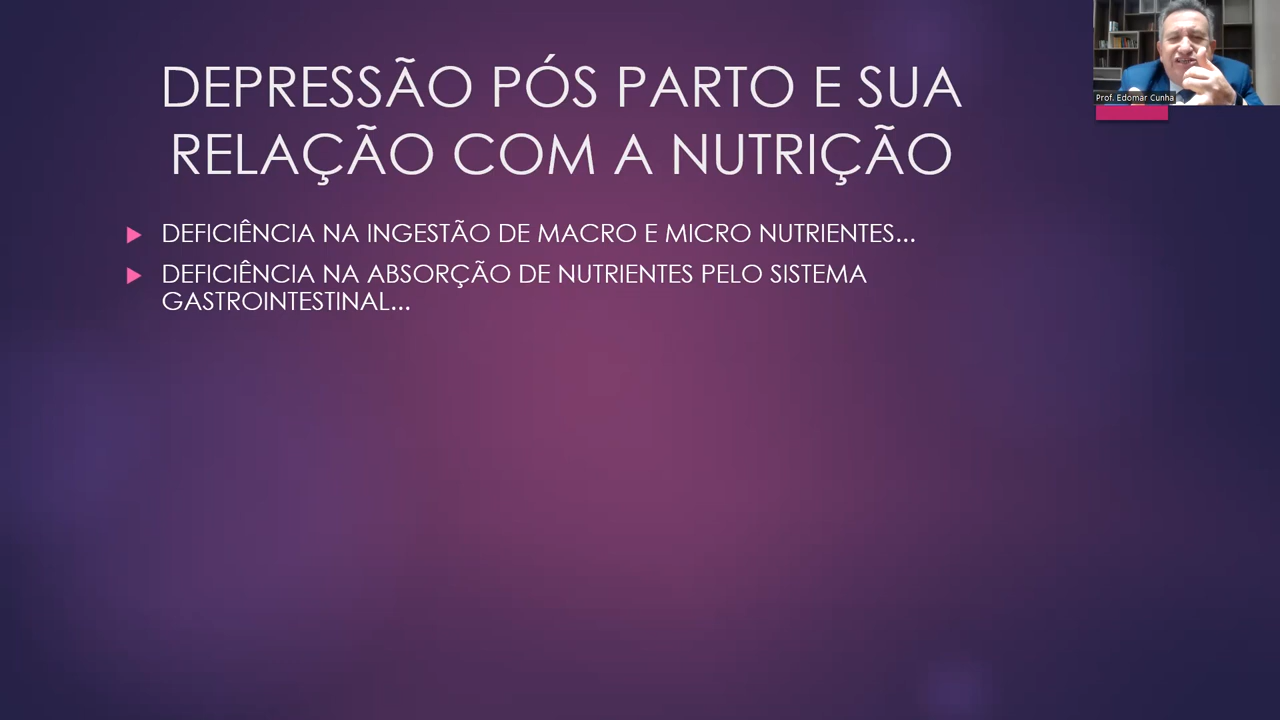 DEPRESSÃO PÓS PARTO E SUA
RELAÇÃO COM A NUTRIÇÃO
Prof. Edomar Cunha
DEFICIÊNCIA NA INGESTÃO DE MACRO E MICRO NUTRIENTES...
DEFICIÊNCIA NA ABSORÇÃO DE NUTRIENTES PELO SISTEMA
GASTROINTESTINAL...